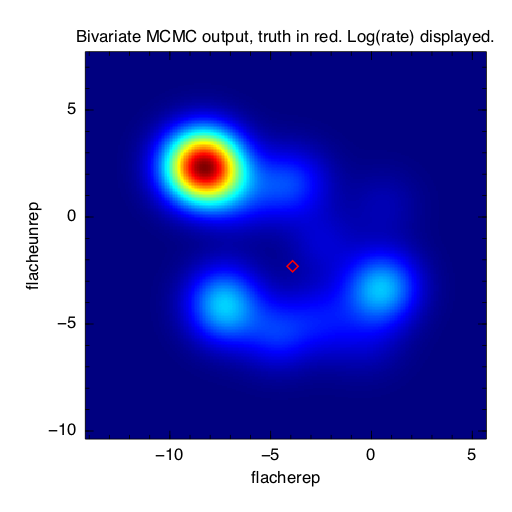 Bivariate MCMC output, truth in red. Log(rate) displayed.
5
0
−5
−10
flacheunrep
−10 −5 0 5
flacherep